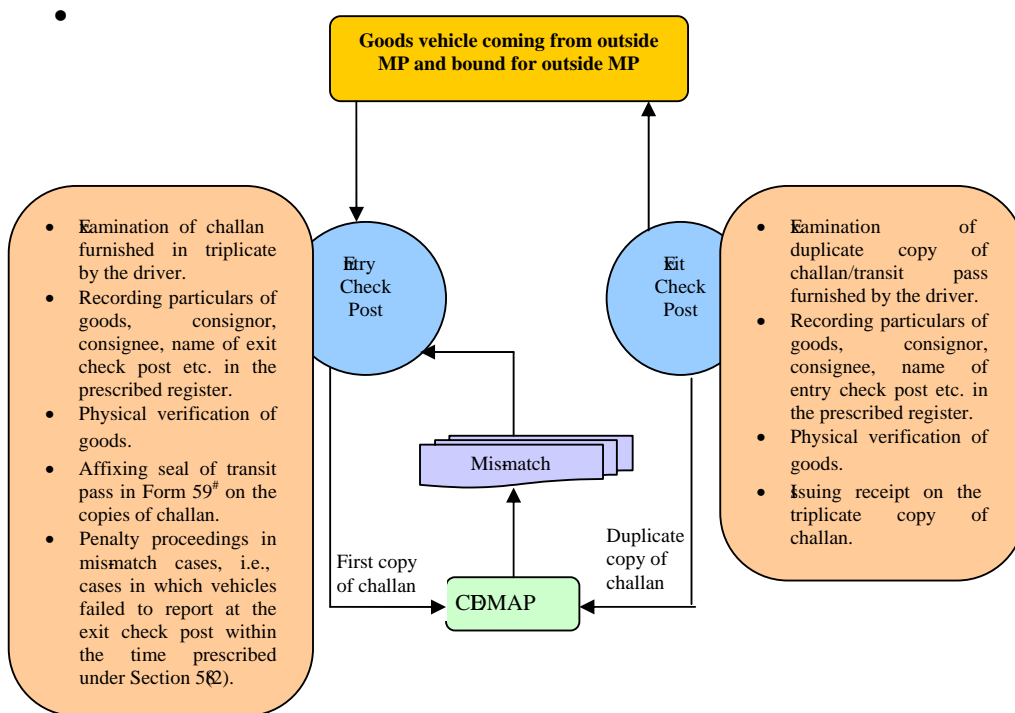 •
Goods vehicle coming from outside
MP and bound for outside MP
• Examination of challan
furnished in triplicate
by the driver.
• Recording particulars of
goods, consignor,
consignee, name of exit
check post etc. in the
prescribed register.
• Physical verification of
goods.
• Affixing seal of transit
pass in Form 59# on the
copies of challan.
• Penalty proceedings in
mis-match cases, i.e.,
cases in which vehicles
failed to report at the
exit check post within
the time prescribed
under Section 58(2).
Entry
Check
Post
Exit
Check
Post
• Examination of
duplicate copy of
challan/transit pass
furnished by the driver.
• Recording particulars of
goods, consignor,
consignee, name of
entry check post etc. in
the prescribed register.
• Physical verification of
goods.
• Issuing receipt on the
triplicate copy of
challan.
Mis-match
First copy
of challan
Duplicate
copy of
challan
CEDMAP